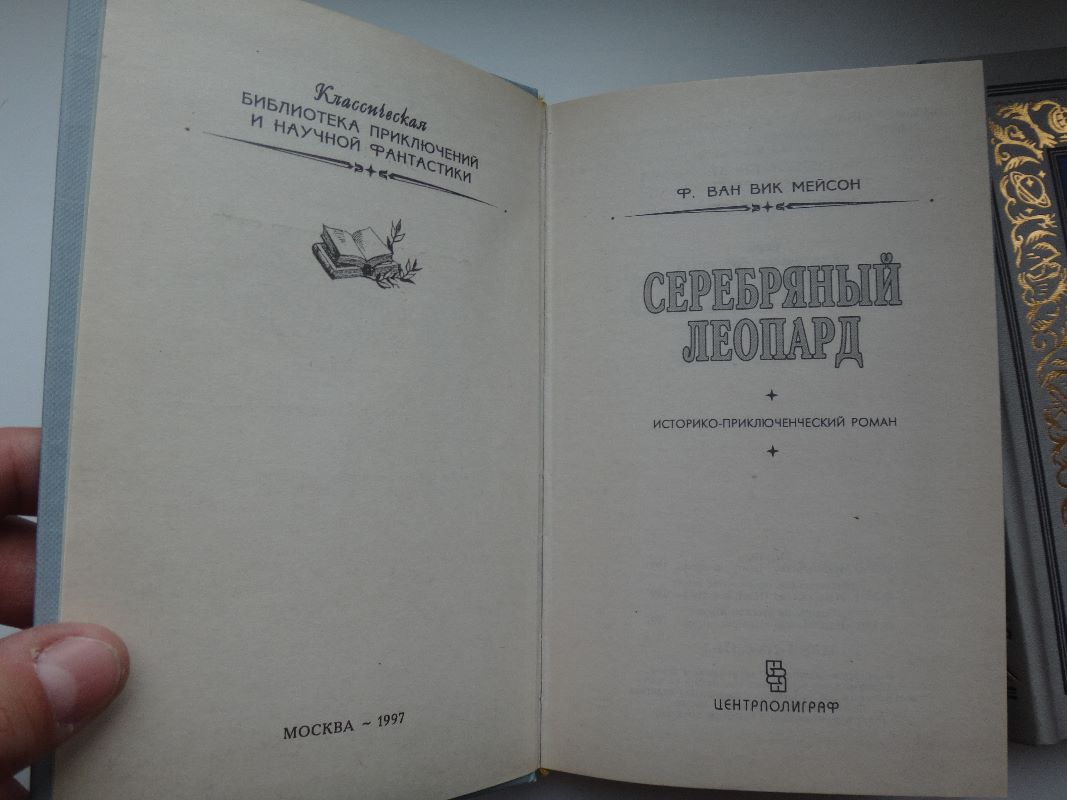 Классическая
БИБЛИОТЕКА ПРИКЛЮЧЕНИЙ
И НАУЧНОЙ ФАНТАСТИКИ
МОСКВА ~ 1997
Ф. ВАН ВИК МЕЙСОН
СЕРЕБРЯНЫЙ
ЛЕОПАРД
ИСТОРИКО-ПРИКЛЮЧЕНЧЕСКИЙ РОМАН
ЦЕНТРПОЛИГРАФ